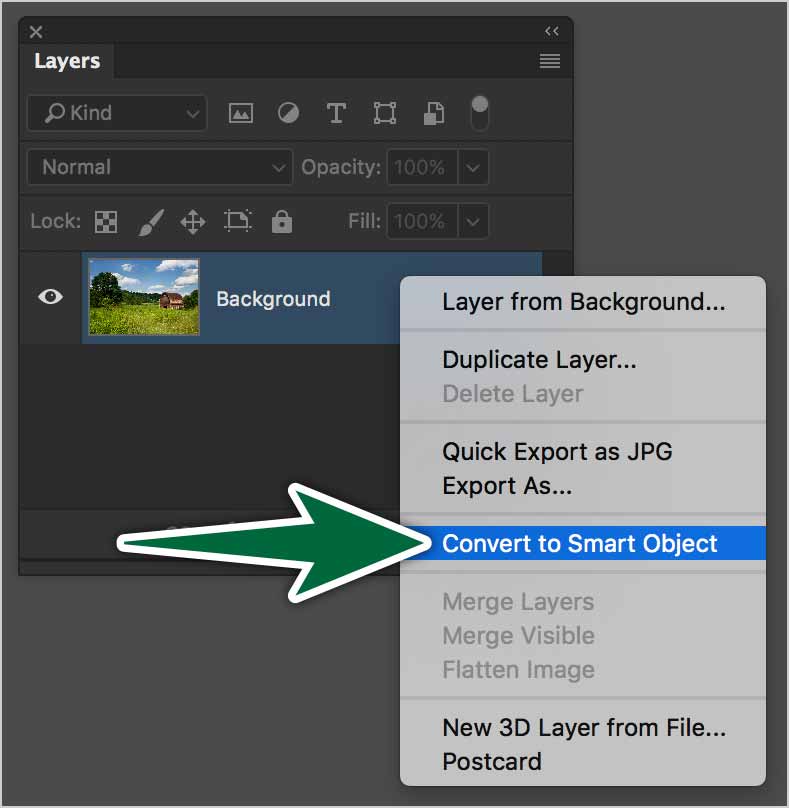 Layers
Kind
Normal Opacity: 100%
Lock: Fill: 100%
Background
Layer from Background...
Duplicate Layer...
Delete Layer
Quick Export as JPG
Export As...
Convert to Smart Object
Merge Layers
Merge Visible
Flatten Image
New 3D Layer from File...
Postcard